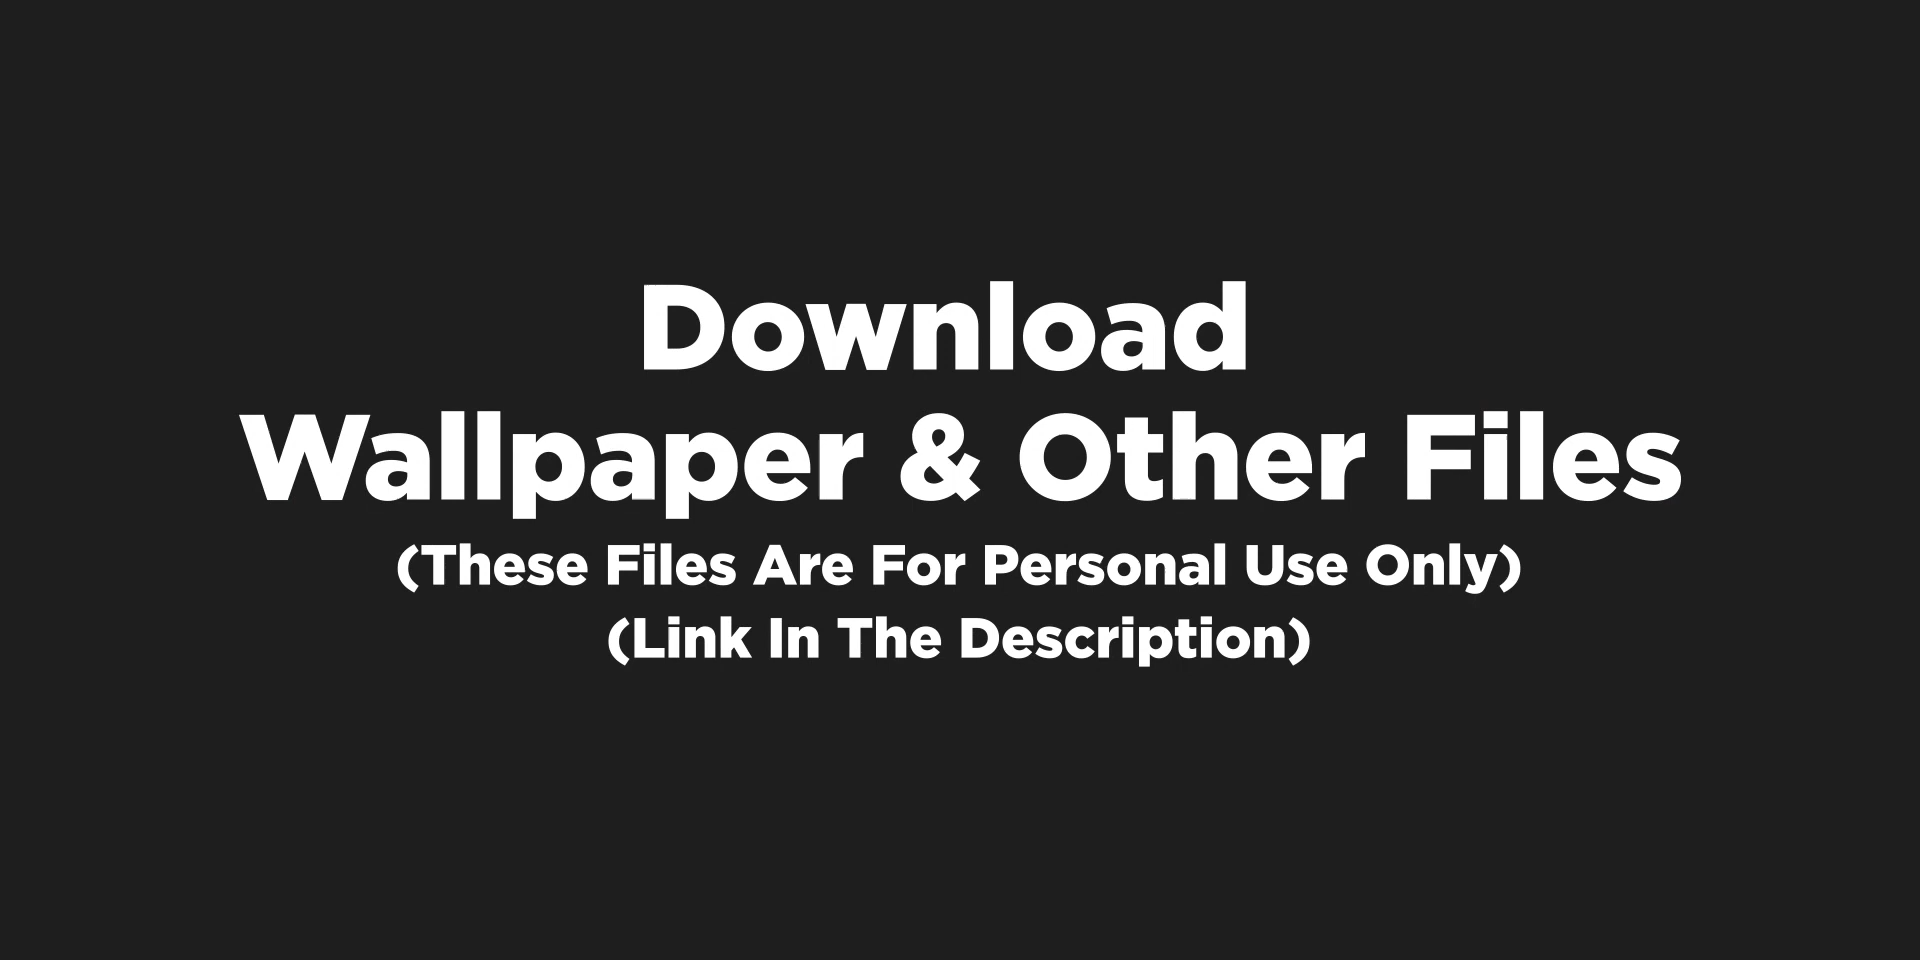 Download
Wallpaper & Other Files
(These Files Are For Personal Use Only)
(Link In The Description)